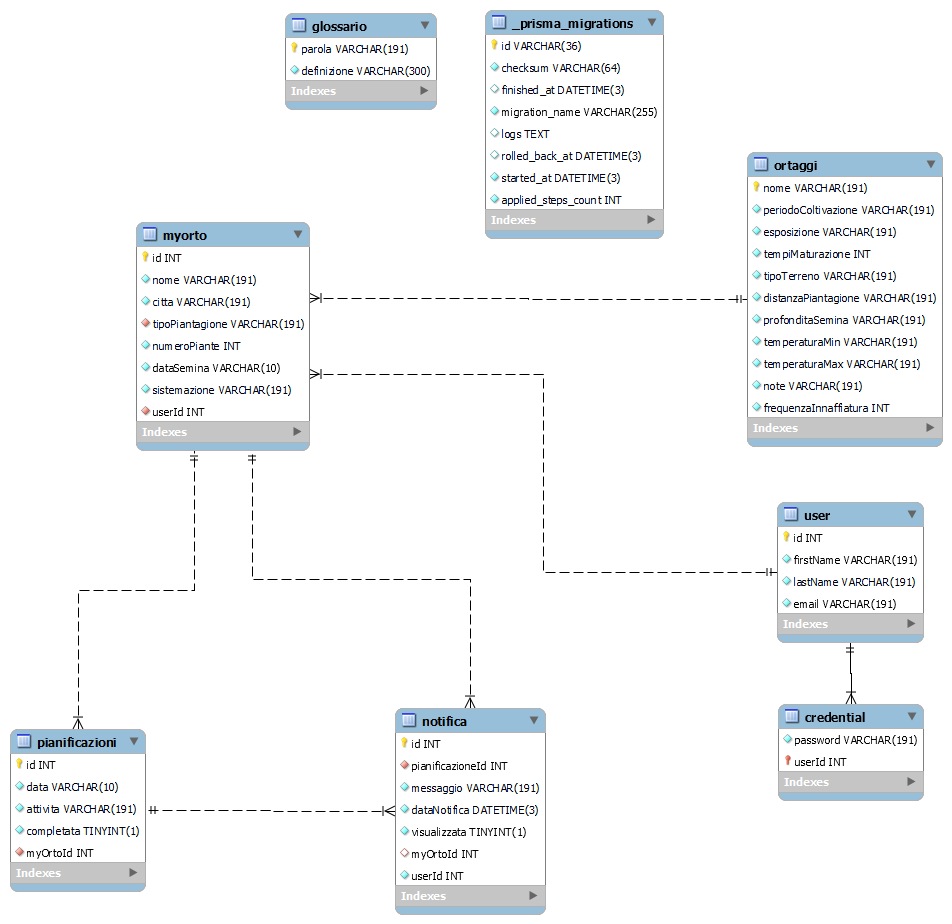 glossario
parola VARCHAR(191)
definizione VARCHAR(300)
Indexes
_prisma_migrations
id VARCHAR(36)
checksum VARCHAR(64)
finished_at DATETIME(3)
migration_name VARCHAR(255)
logs TEXT
rolled_back_at DATETIME(3)
started_at DATETIME(3)
applied_steps_count INT
Indexes
ortaggi
nome VARCHAR(191)
periodoColtivazione VARCHAR(191)
esposizione VARCHAR(191)
tempiMaturazione INT
tipoTerreno VARCHAR(191)
distanzaPiantagione VARCHAR(191)
profonditaSemina VARCHAR(191)
temperaturaMin VARCHAR(191)
temperaturaMax VARCHAR(191)
note VARCHAR(191)
frequenzaInnaffiatura INT
Indexes
myorto
id INT
nome VARCHAR(191)
citta VARCHAR(191)
tipoPiantagione VARCHAR(191)
numeroPiante INT
dataSemina VARCHAR(10)
sistemazione VARCHAR(191)
userId INT
Indexes
user
id INT
firstName VARCHAR(191)
lastName VARCHAR(191)
email VARCHAR(191)
Indexes
credential
password VARCHAR(191)
userId INT
Indexes
pianificazioni
id INT
data VARCHAR(10)
attivita VARCHAR(191)
completata TINYINT(1)
myOrtoId INT
Indexes
notifica
id INT
pianificazioneId INT
messaggio VARCHAR(191)
dataNotifica DATETIME(3)
visualizzata TINYINT(1)
myOrtoId INT
userId INT
Indexes